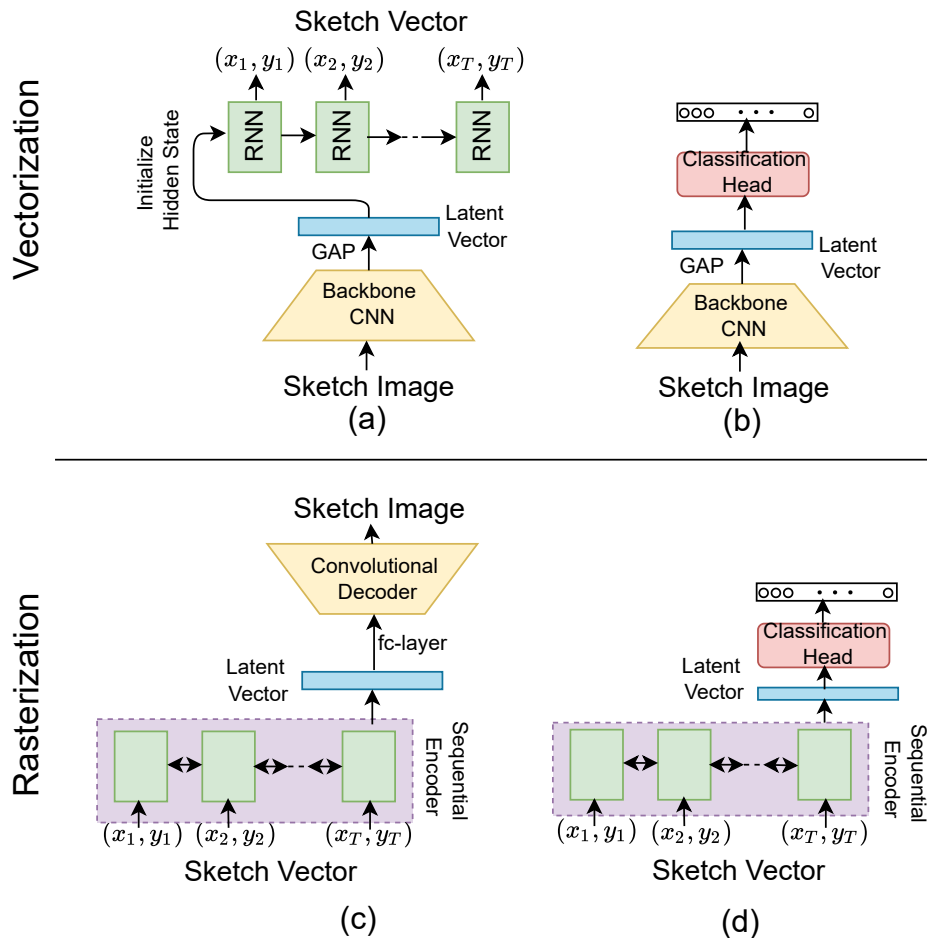 Vectorization
Sketch Vector
(x_1, y_1) (x_2, y_2) (x_T, y_T)
RNN RNN RNN
Initialize
Hidden State
Latent
Vector
GAP
Backbone
CNN
Sketch Image
(a)
Classification
Head
Latent
Vector
GAP
Backbone
CNN
Sketch Image
(b)
Rasterization
Sketch Image
Convolutional
Decoder
fc-layer
Latent
Vector
Sequential
Encoder
(x_1, y_1) (x_2, y_2) (x_T, y_T)
Sketch Vector
(c)
Classification
Head
Latent
Vector
Sequential
Encoder
(x_1, y_1) (x_2, y_2) (x_T, y_T)
Sketch Vector
(d)